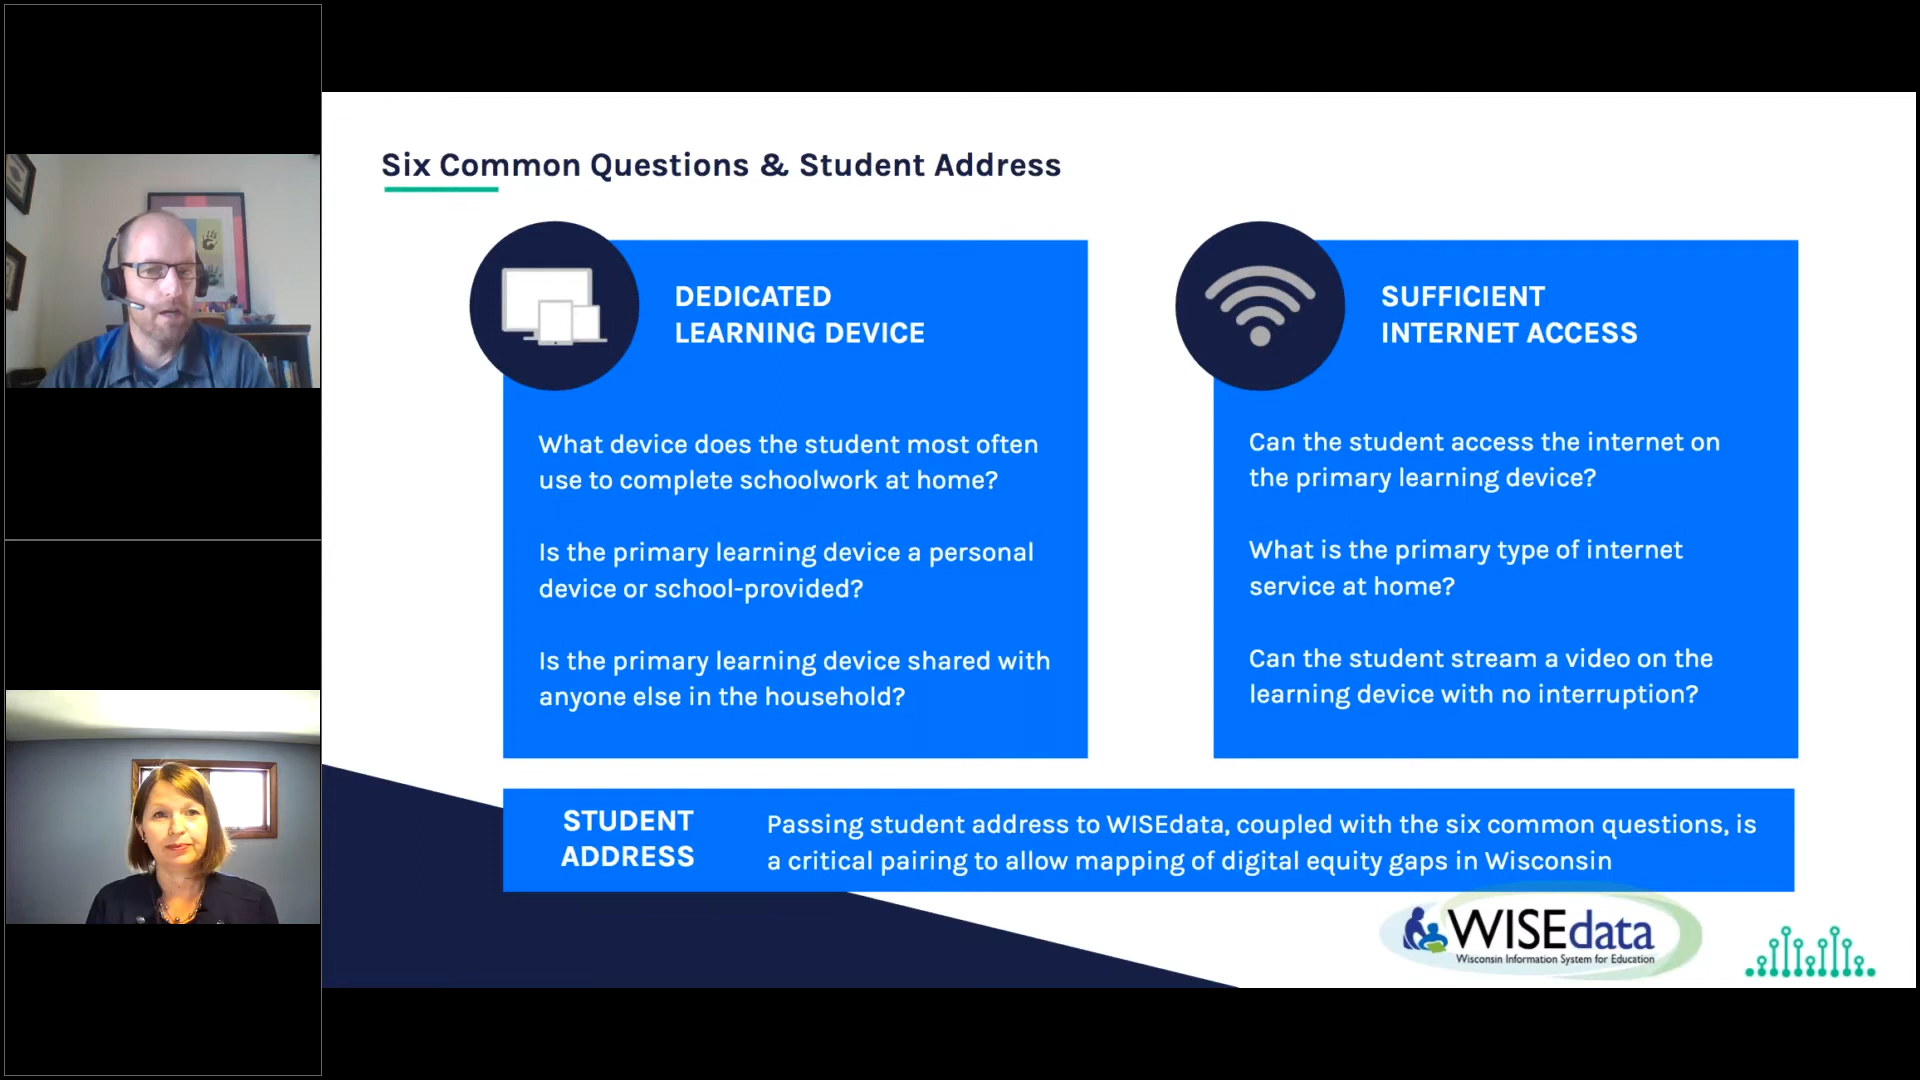 Six Common Questions & Student Address
DEDICATED
LEARNING DEVICE
What device does the student most often
use to complete schoolwork at home?
Is the primary learning device a personal
device or school-provided?
Is the primary learning device shared with
anyone else in the household?
SUFFICIENT
INTERNET ACCESS
Can the student access the internet on
the primary learning device?
What is the primary type of internet
service at home?
Can the student stream a video on the
learning device with no interruption?
STUDENT
ADDRESS
Passing student address to WISEdata, coupled with the six common questions, is
a critical pairing to allow mapping of digital equity gaps in Wisconsin
WISEdata
Wisconsin Information System for Education